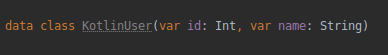 data class KotlinUser(var id: Int, var name: String)